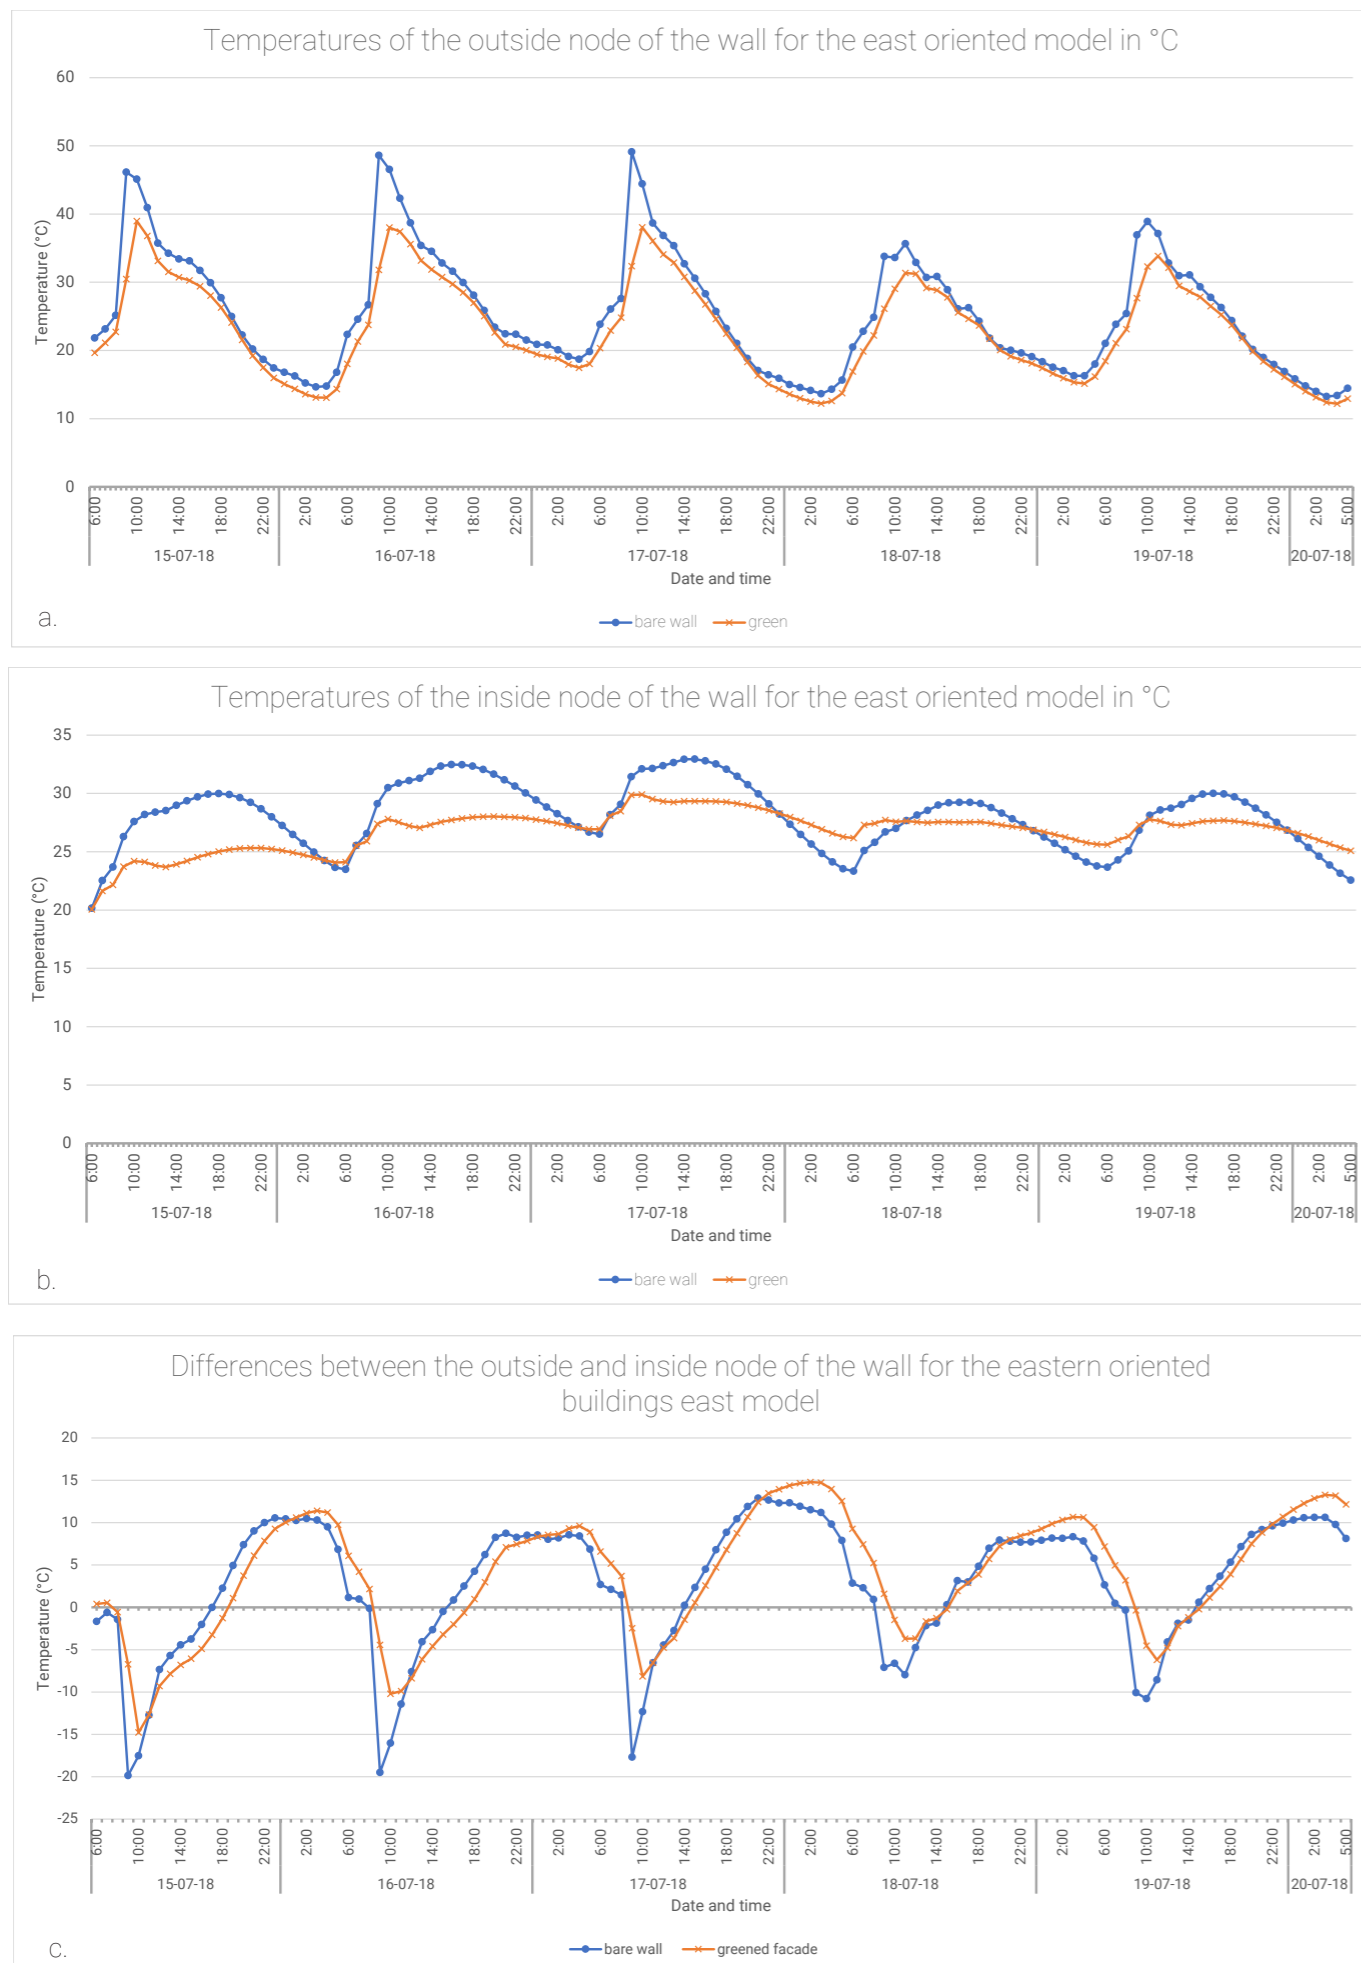 Temperatures of the outside node of the wall for the east oriented model in °C
60
50
40
30
20
10
0
Temperature (°C)
6:00 10:00 14:00 18:00 22:00 2:00 6:00 10:00 14:00 18:00 22:00 2:00 6:00 10:00 14:00 18:00 22:00 2:00 6:00 10:00 14:00 18:00 22:00 2:00 6:00 10:00 14:00 18:00 22:00 2:00 5:00
15-07-18 16-07-18 17-07-18 18-07-18 19-07-18 20-07-18
Date and time
a.
bare wall green
Temperatures of the inside node of the wall for the east oriented model in °C
35
30
25
20
15
10
5
0
Temperature (°C)
6:00 10:00 14:00 18:00 22:00 2:00 6:00 10:00 14:00 18:00 22:00 2:00 6:00 10:00 14:00 18:00 22:00 2:00 6:00 10:00 14:00 18:00 22:00 2:00 6:00 10:00 14:00 18:00 22:00 2:00 5:00
15-07-18 16-07-18 17-07-18 18-07-18 19-07-18 20-07-18
Date and time
b.
bare wall green
Differences between the outside and inside node of the wall for the eastern oriented
buildings east model
20
15
10
5
0
-5
-10
-15
-20
-25
Temperature (°C)
6:00 10:00 14:00 18:00 22:00 2:00 6:00 10:00 14:00 18:00 22:00 2:00 6:00 10:00 14:00 18:00 22:00 2:00 6:00 10:00 14:00 18:00 22:00 2:00 6:00 10:00 14:00 18:00 22:00 2:00 5:00
15-07-18 16-07-18 17-07-18 18-07-18 19-07-18 20-07-18
Date and time
c.
bare wall greened facade